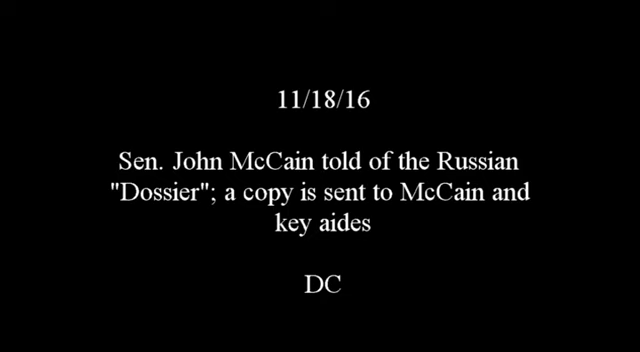 11/18/16
Sen. John McCain told of the Russian
"Dossier"; a copy is sent to McCain and
key aides
DC